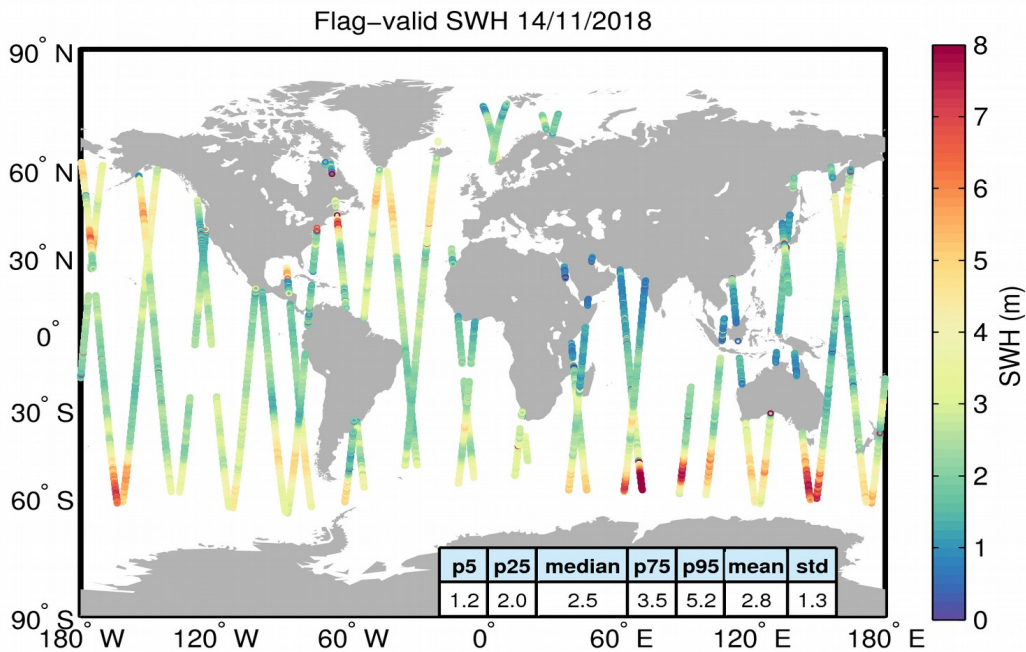 Flag−valid SWH 14/11/2018
90° N
60° N
30° N
0°
30° S
60° S
90° S
180° W
120° W
60° W
0°
60° E
120° E
180° E
p5 p25 median p75 p95 mean std
1.2 2.0 2.5 3.5 5.2 2.8 1.3
8
7
6
5
4
3
2
1
0
SWH (m)